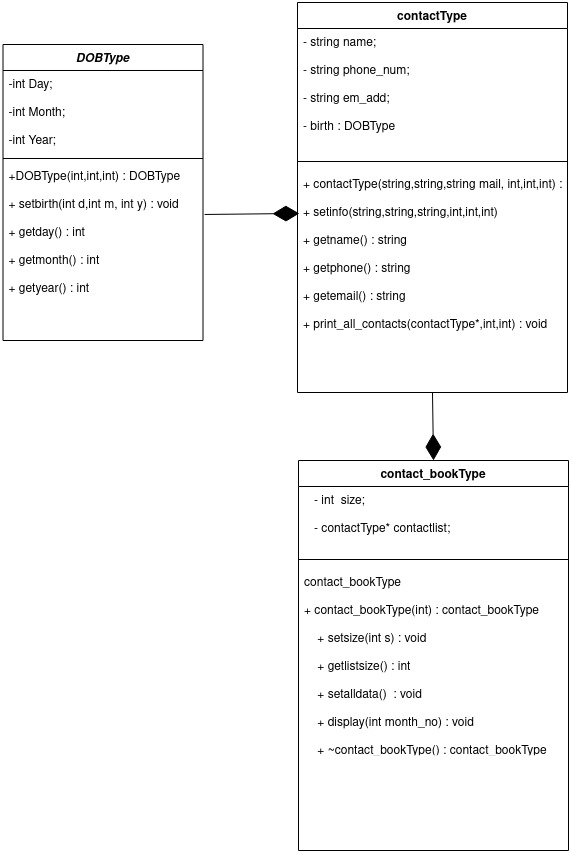 DOBType
-int Day;
-int Month;
-int Year;
+DOBType(int,int,int) : DOBType
+ setbirth(int d,int m, int y) : void
+ getday() : int
+ getmonth() : int
+ getyear() : int
contactType
- string name;
- string phone_num;
- string em_add;
- birth : DOBType
+ contactType(string,string,string mail, int,int,int) :
+ setinfo(string,string,string,int,int,int)
+ getname() : string
+ getphone() : string
+ getemail() : string
+ print_all_contacts(contactType*,int,int) : void
contact_bookType
- int  size;
- contactType* contactlist;
contact_bookType
+ contact_bookType(int) : contact_bookType
+ setsize(int s) : void
+ getlistsize() : int
+ setalldata()  : void
+ display(int month_no) : void
+ ~contact_bookType() : contact_bookType